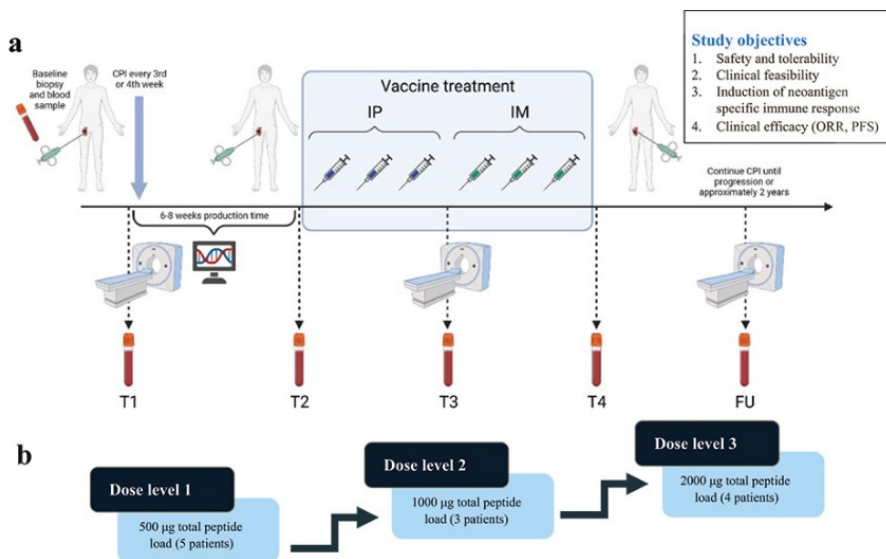 a
Baseline
biopsy
and blood
sample
CPI every 3rd
or 4th week
Vaccine treatment
IP
IM
Study objectives
1. Safety and tolerability
2. Clinical feasibility
3. Induction of neoantigen
specific immune response
4. Clinical efficacy (ORR, PFS)
Continue CPI until
progression or
approximately 2 years
6-8 weeks production time
T1
T2
T3
T4
FU
b
Dose level 1
500 µg total peptide
load (5 patients)
Dose level 2
1000 µg total peptide
load (3 patients)
Dose level 3
2000 µg total peptide
load (4 patients)